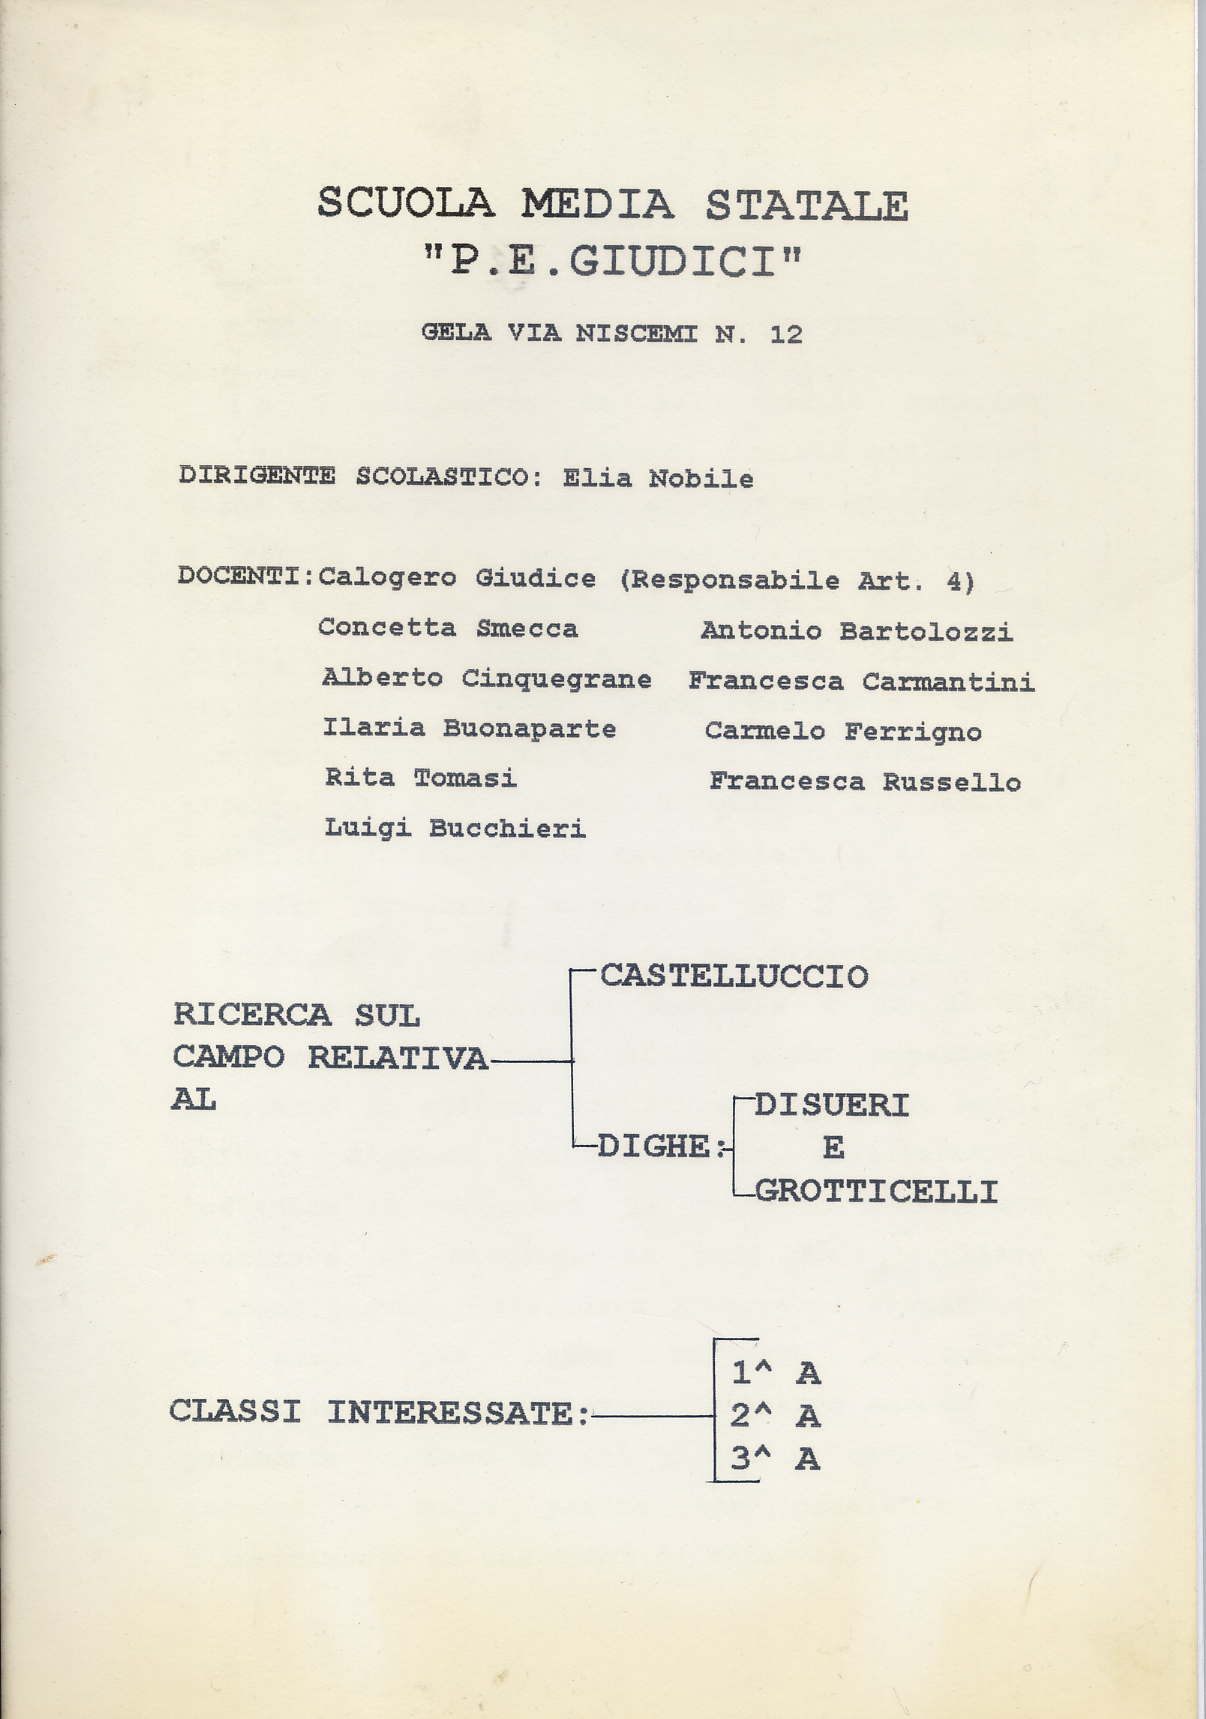 SCUOLA MEDIA STATALE
"P.E.GIUDICI"
GELA VIA NISCEMI N. 12
DIRIGENTE SCOLASTICO: Elia Nobile
DOCENTI:Calogero Giudice (Responsabile Art. 4)
Concetta Smecca Antonio Bartolozzi
Alberto Cinquegrane Francesca Carmantini
Ilaria Buonaparte Carmelo Ferrigno
Rita Tomasi Francesca Russello
Luigi Bucchieri
RICERCA SUL
CAMPO RELATIVA
AL
CASTELLUCCIO
DIGHE:
DISUERI
E
GROTTICELLI
CLASSI INTERESSATE:
1^ A
2^ A
3^ A